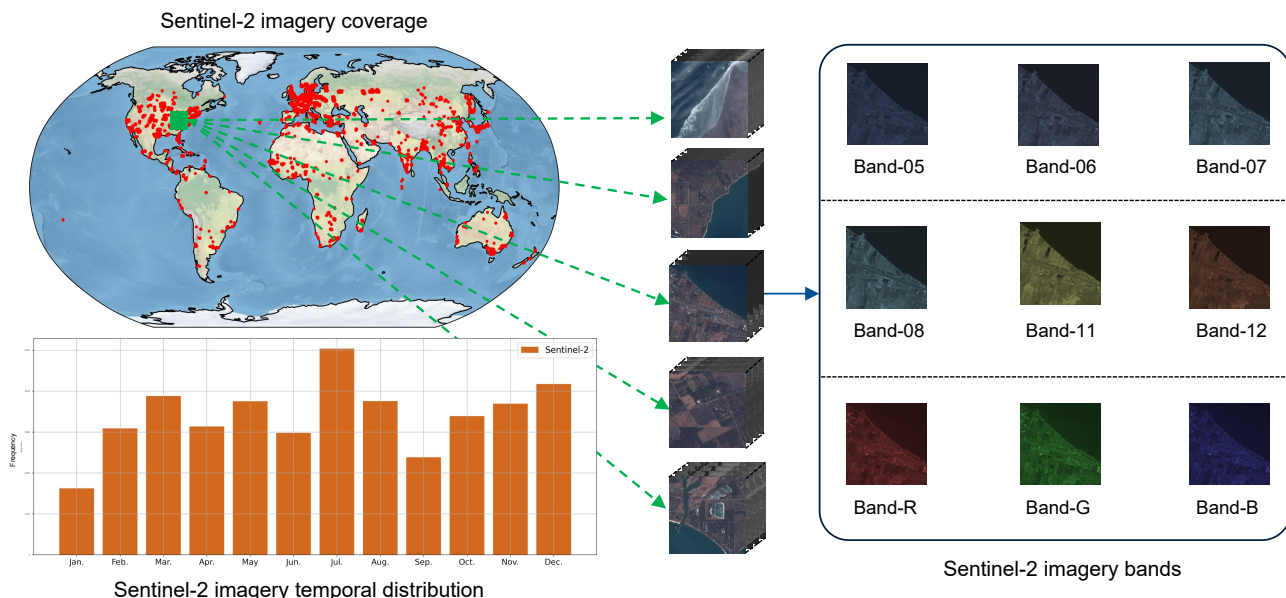 Sentinel-2 imagery coverage
Band-05
Band-06
Band-07
Band-08
Band-11
Band-12
Band-R
Band-G
Band-B
Sentinel-2 imagery bands
Sentinel-2
Frequency
Jan.
Feb.
Mar.
Apr.
May
Jun.
Jul.
Aug.
Sep.
Oct.
Nov.
Dec.
Sentinel-2 imagery temporal distribution